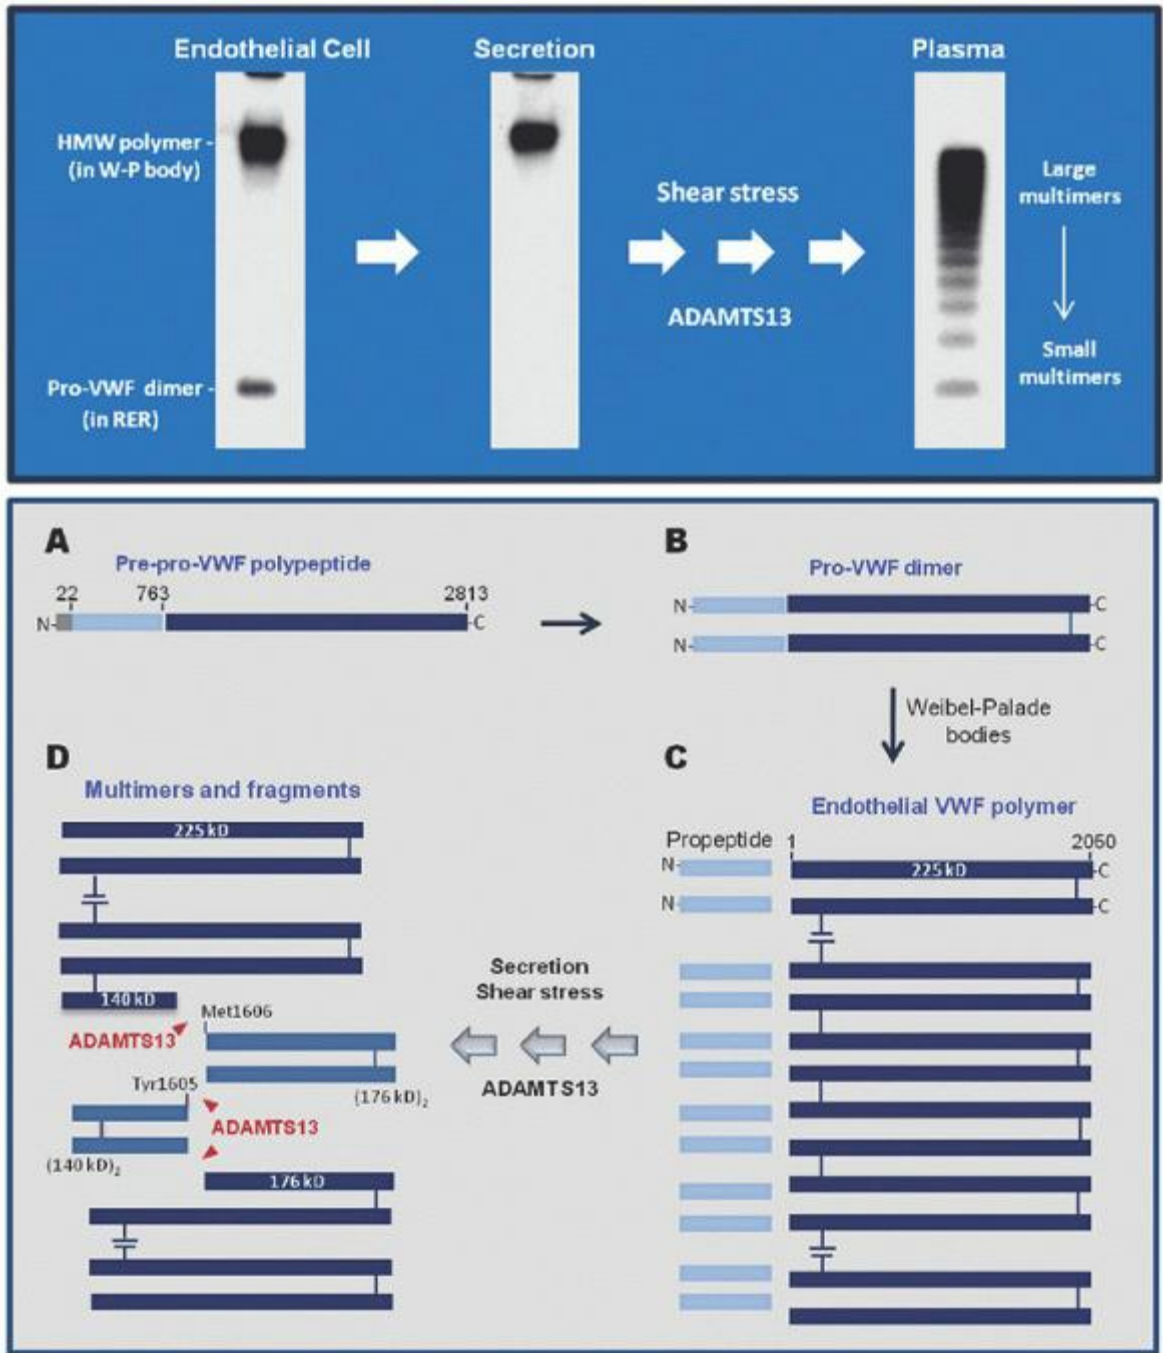 Endothelial Cell
Secretion
Plasma
HMW polymer -
(in W-P body)
Pro-VWF dimer -
(in RER)
Shear stress
ADAMTS13
Large
multimers
Small
multimers
A
Pre-pro-VWF polypeptide
22 763 2813
N- -C
B
Pro-VWF dimer
N- -C
N- -C
Weibel-Palade
bodies
C
Endothelial VWF polymer
Propeptide 1 2050
N- 225 kD -C
N- -C
Secretion
Shear stress
ADAMTS13
D
Multimers and fragments
225 kD
140 kD
Met1606
ADAMTS13
(176 kD)2
Tyr1605
ADAMTS13
(140 kD)2
176 kD